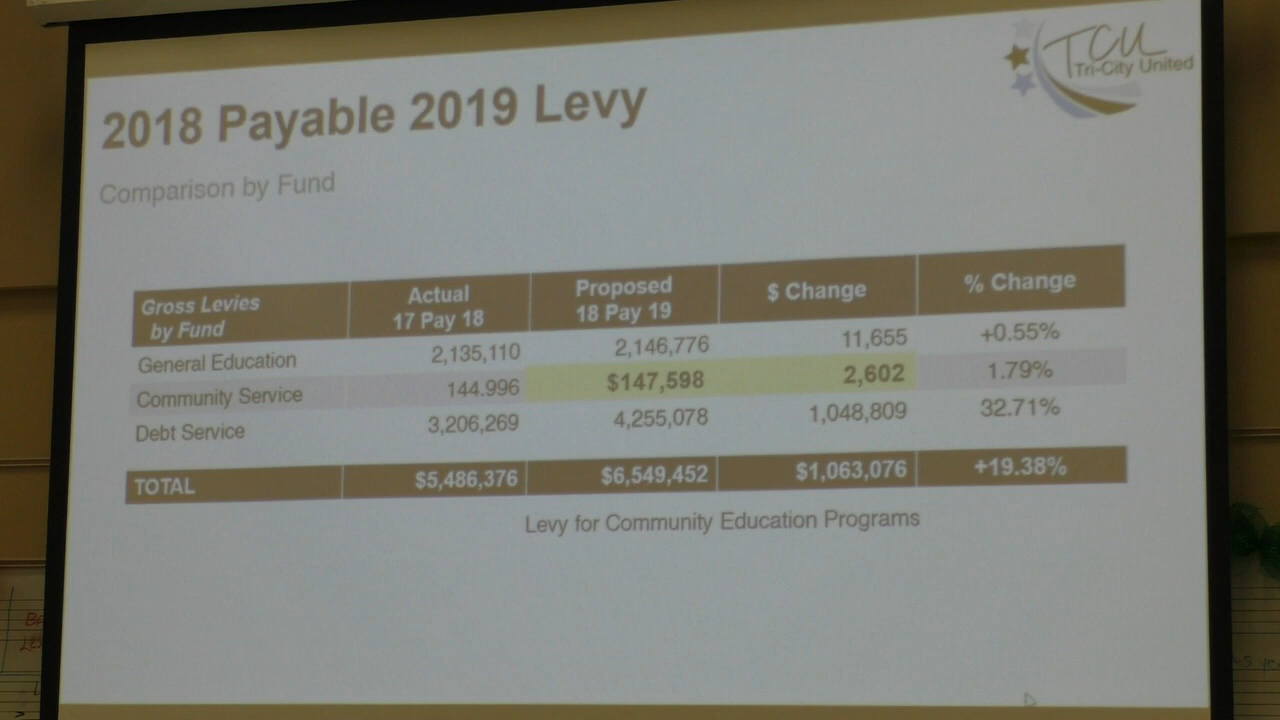 TCU
Tri-City United
2018 Payable 2019 Levy
Comparison by Fund
Gross Levies by Fund Actual 17 Pay 18 Proposed 18 Pay 19 $ Change % Change
General Education 2,135,110 2,146,776 11,655 +0.55%
Community Service 144.996 $147,598 2,602 1.79%
Debt Service 3,206,269 4,255,078 1,048,809 32.71%
TOTAL $5,486,376 $6,549,452 $1,063,076 +19.38%
Levy for Community Education Programs